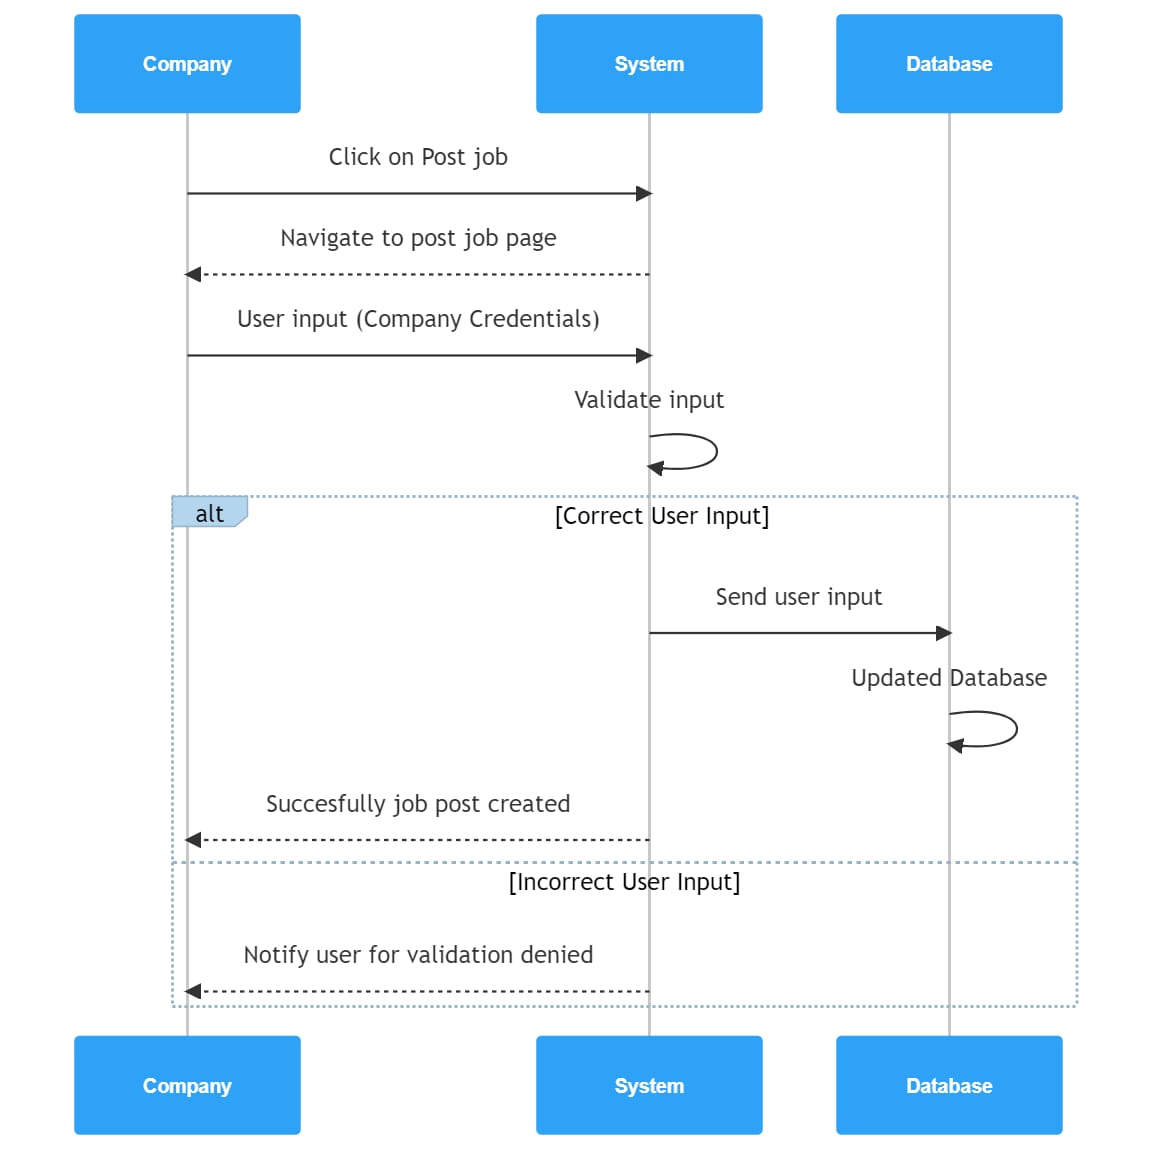 Company
System
Database
Click on Post job
Navigate to post job page
User input (Company Credentials)
Validate input
alt
[Correct User Input]
Send user input
Updated Database
Succesfully job post created
[Incorrect User Input]
Notify user for validation denied
Company
System
Database